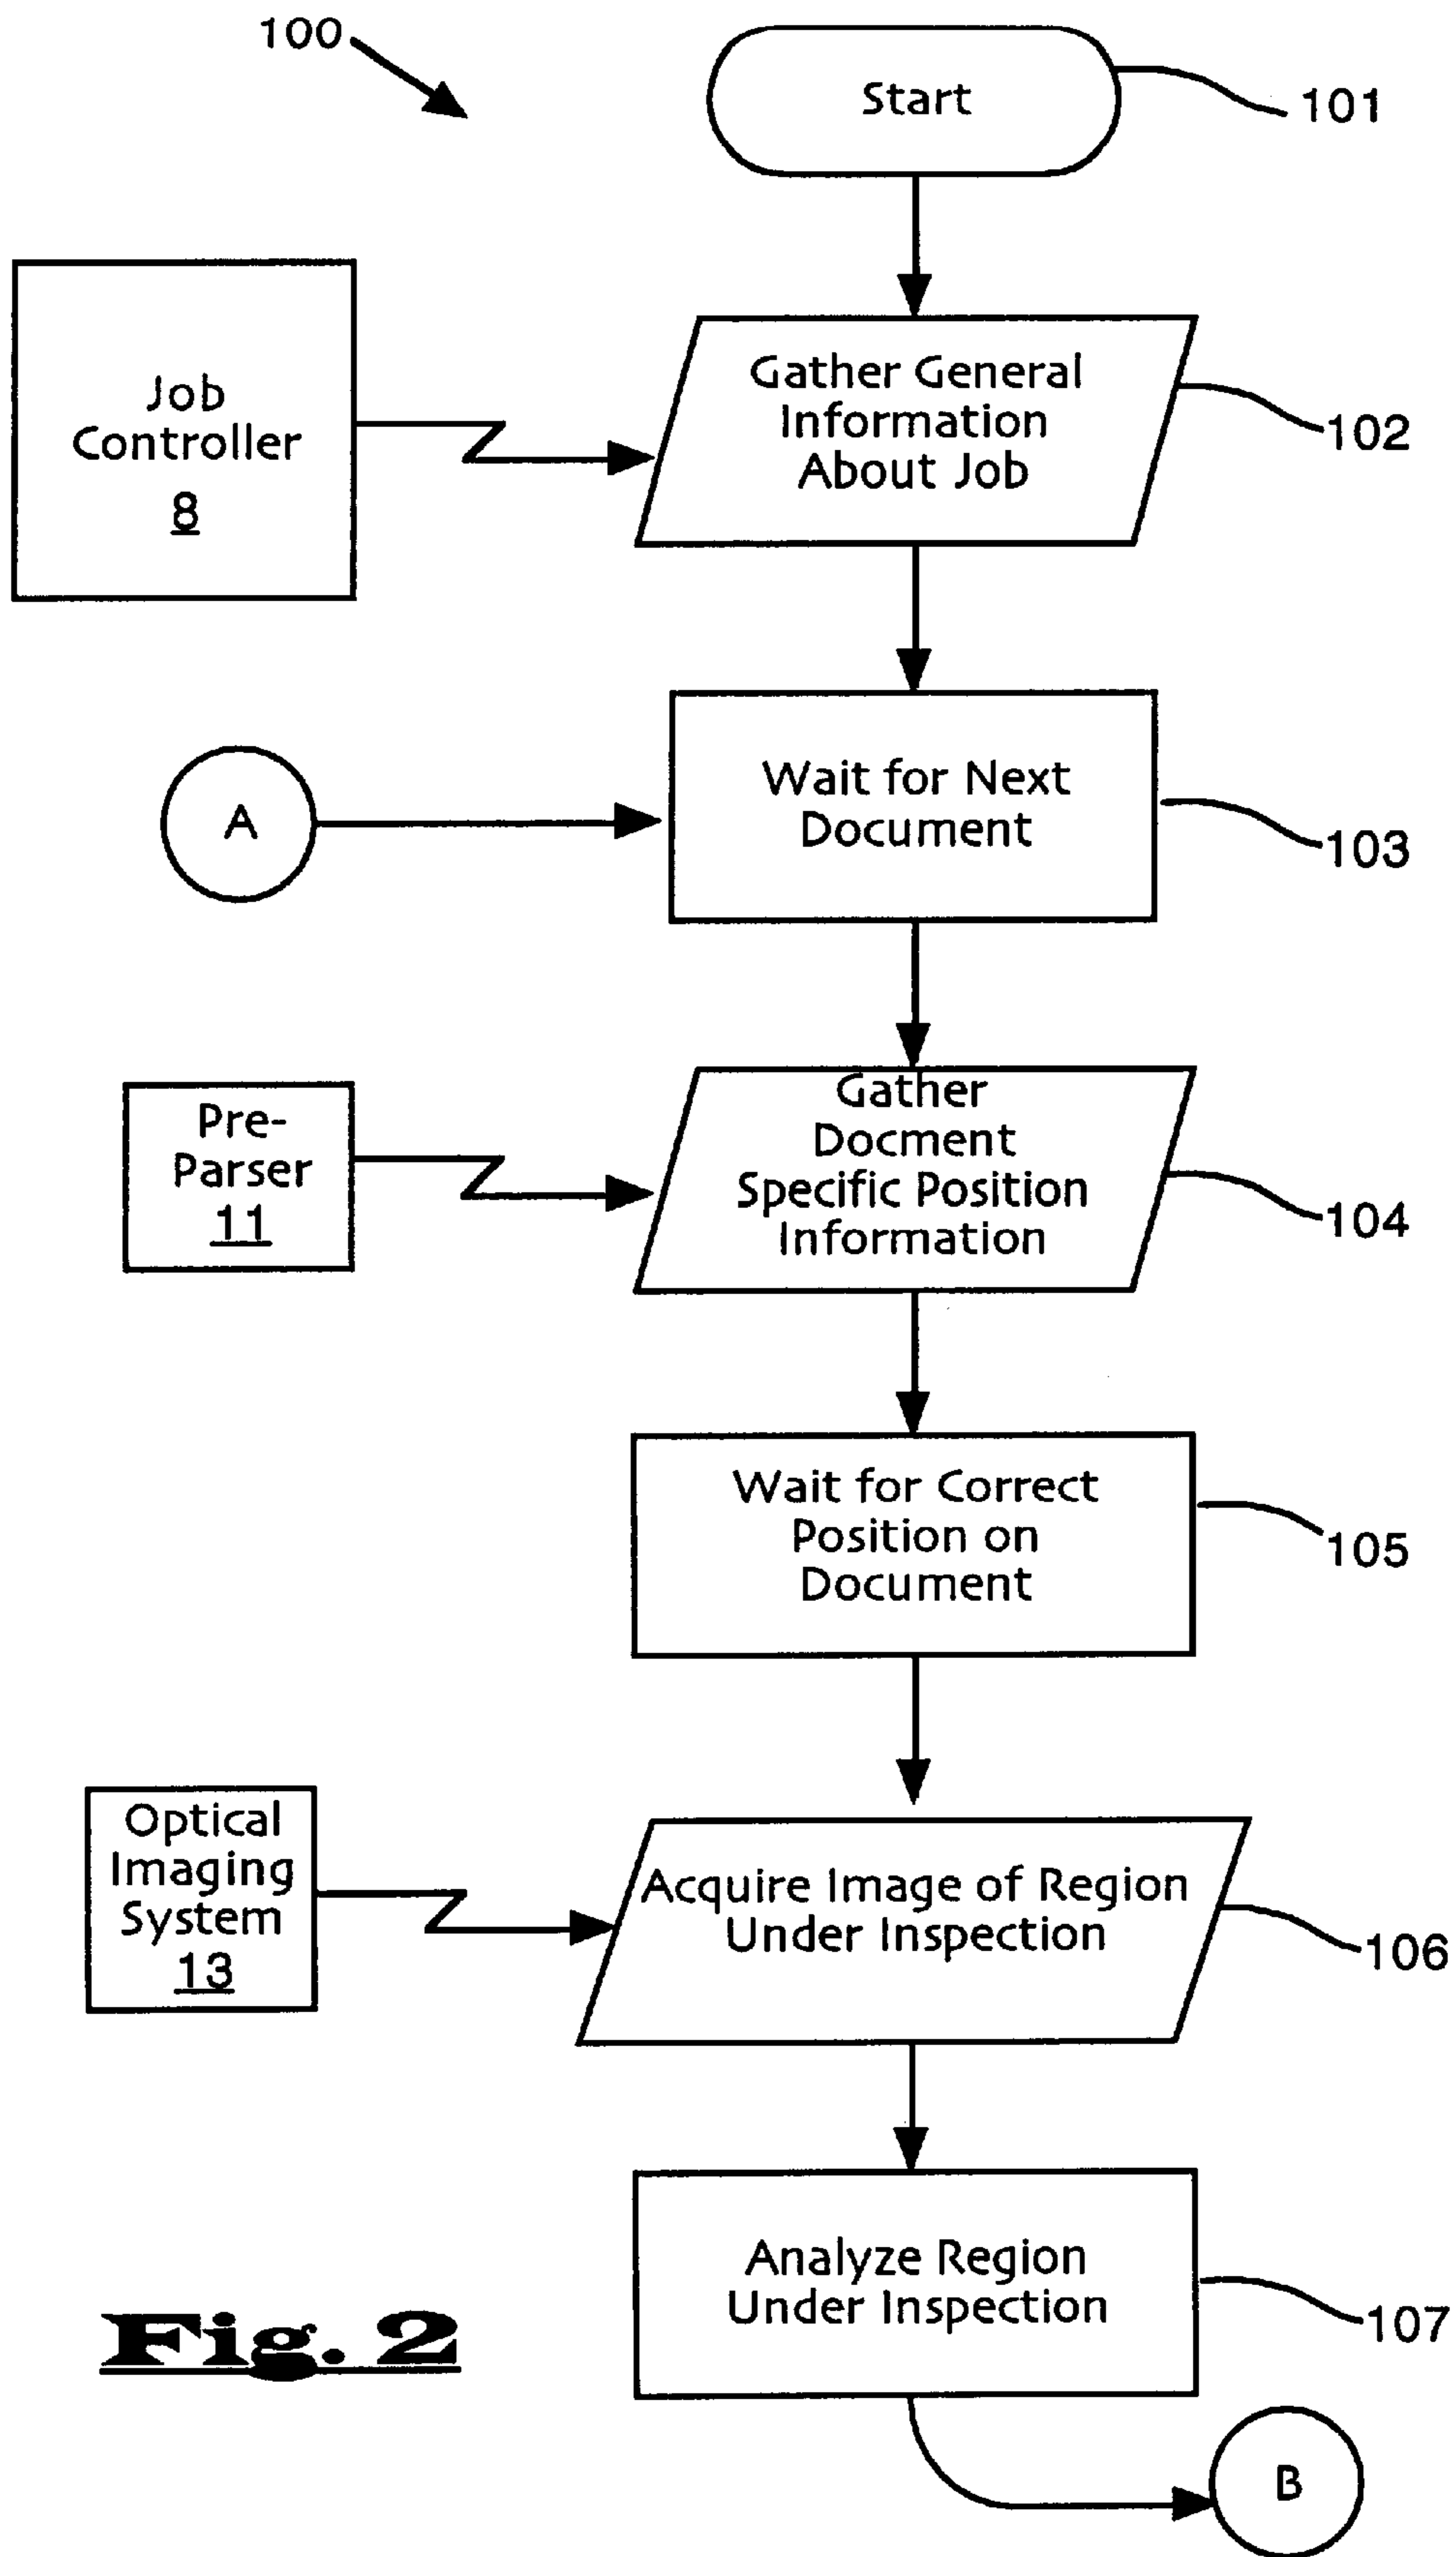 100
Start
101
Job
Controller
8
Gather General
Information
About Job
102
A
Wait for Next
Document
103
Pre-
Parser
11
Gather
Docment
Specific Position
Information
104
Wait for Correct
Position on
Document
105
Optical
Imaging
System
13
Acquire Image of Region
Under Inspection
106
Analyze Region
Under Inspection
107
Fig. 2
B